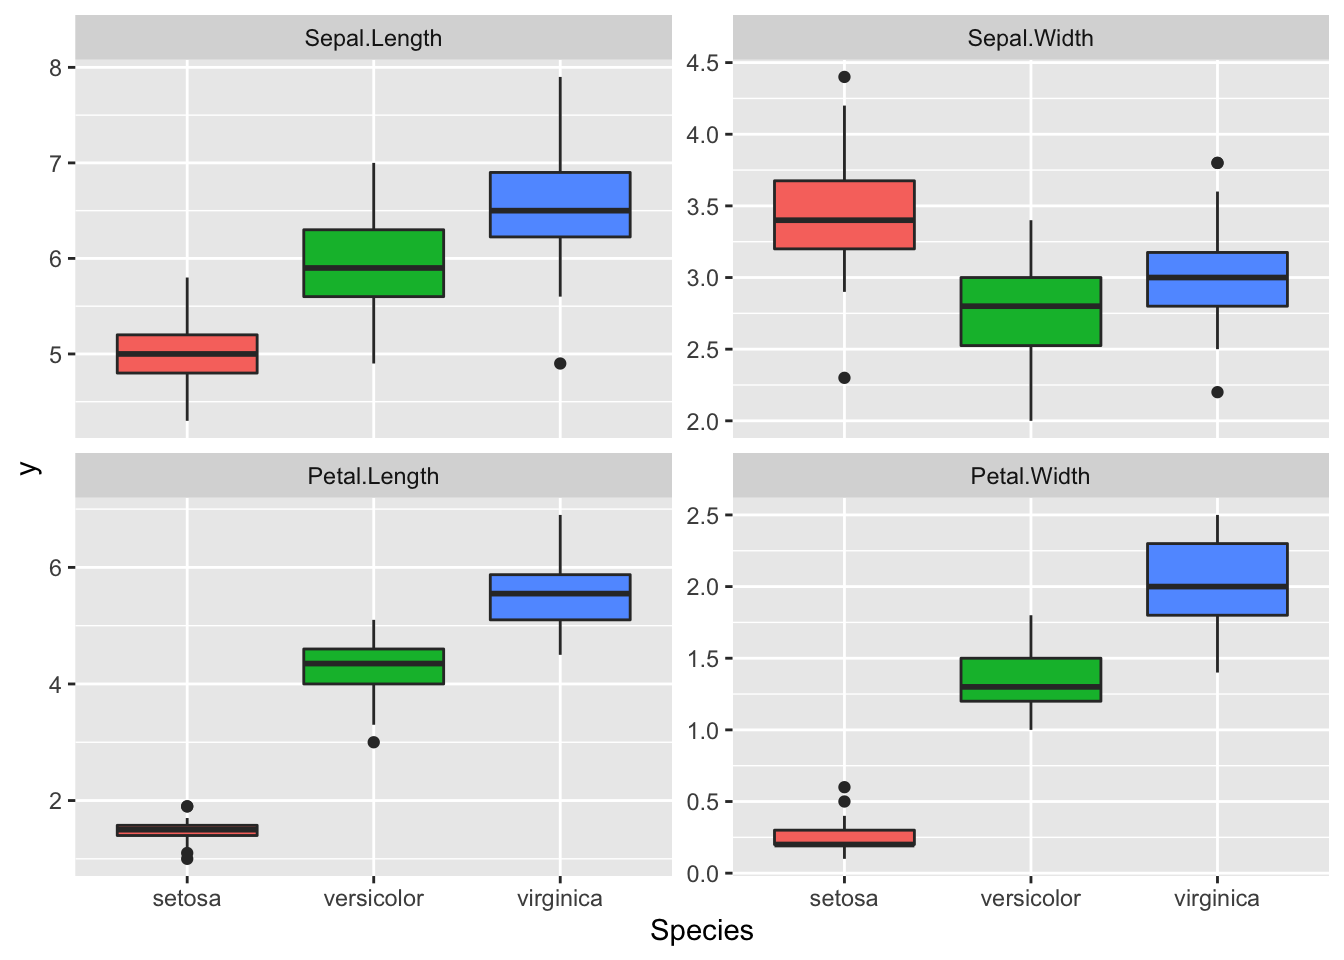 Sepal.Length
Sepal.Width
8
7
6
5
4.5
4.0
3.5
3.0
2.5
2.0
y
Petal.Length
Petal.Width
6
4
2
2.5
2.0
1.5
1.0
0.5
0.0
setosa versicolor virginica
setosa versicolor virginica
Species